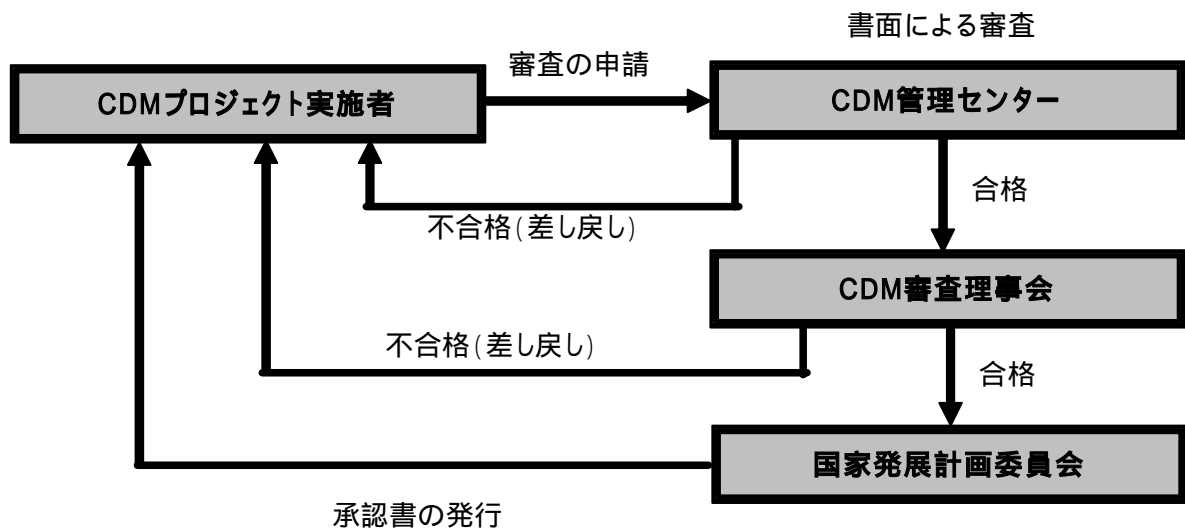 書面による審査
審査の申請
CDMプロジェクト実施者
CDM管理センター
合格
不合格(差し戻し)
CDM審査理事会
不合格(差し戻し)
合格
国家発展計画委員会
承認書の発行